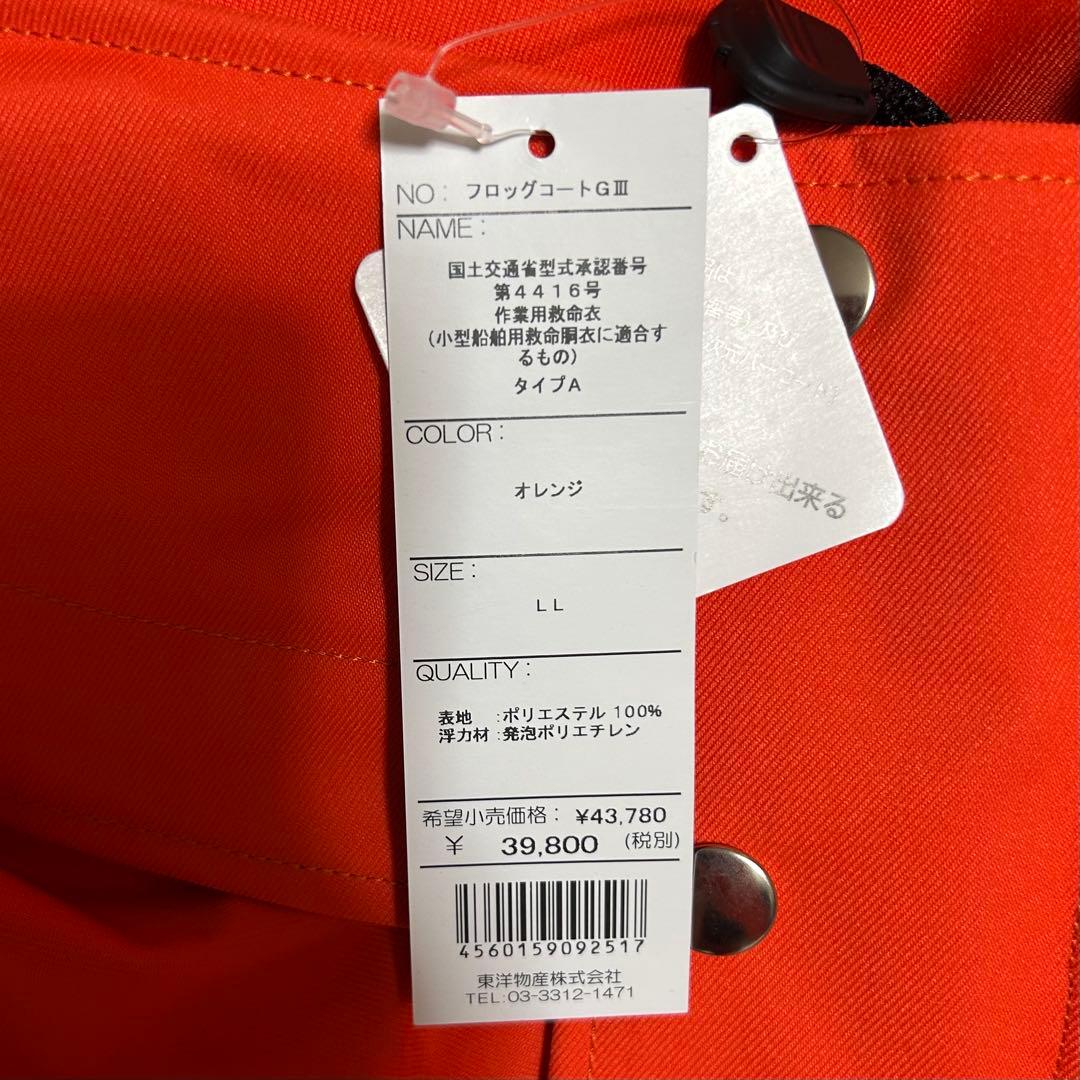 NO: フロッグコートGⅢ
NAME:
国土交通省型式承認番号
第4416号
作業用救命衣
(小型船舶用救命胴衣に適合す
るもの)
タイプA
COLOR:
オレンジ
SIZE:
LL
QUALITY:
表地 :ポリエステル 100%
浮力材:発泡ポリエチレン
希望小売価格: ¥43,780
¥ 39,800 (税別)
4560159092517
東洋物産株式会社
TEL:03-3312-1471
出来る
す。